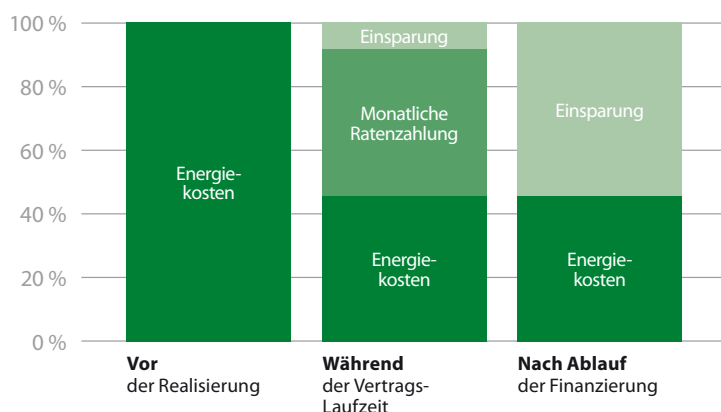 100 %
80 %
60 %
40 %
20 %
0 %
Energie-
kosten
Einsparung
Monatliche
Ratenzahlung
Energie-
kosten
Einsparung
Energie-
kosten
Vor
der Realisierung
Während
der Vertrags-
Laufzeit
Nach Ablauf
der Finanzierung